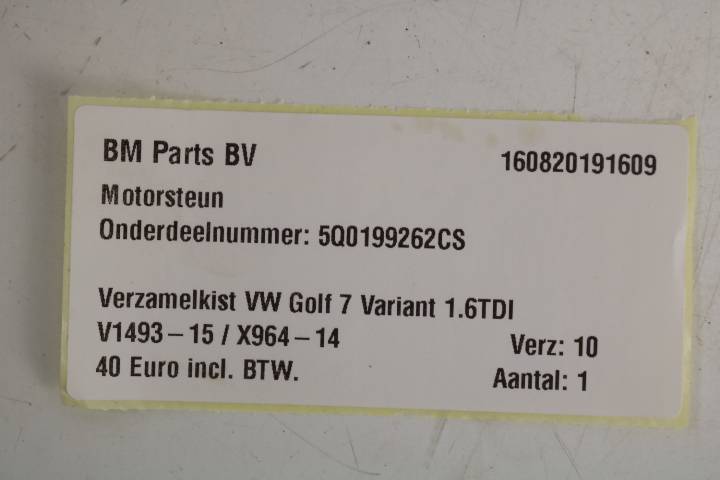 BM Parts BV 160820191609
Motorsteun
Onderdeelnummer: 5Q0199262CS
Verzamelkist VW Golf 7 Variant 1.6TDI
V1493-15 / X964-14 Verz: 10
40 Euro incl. BTW. Aantal: 1